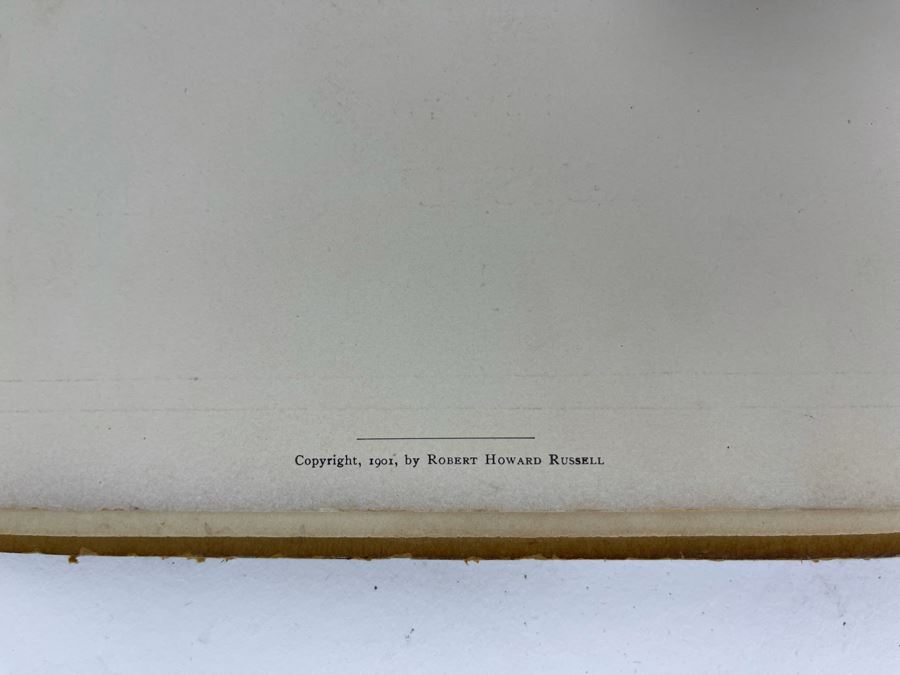 Copyright, 1901, by ROBERT HOWARD RUSSELL